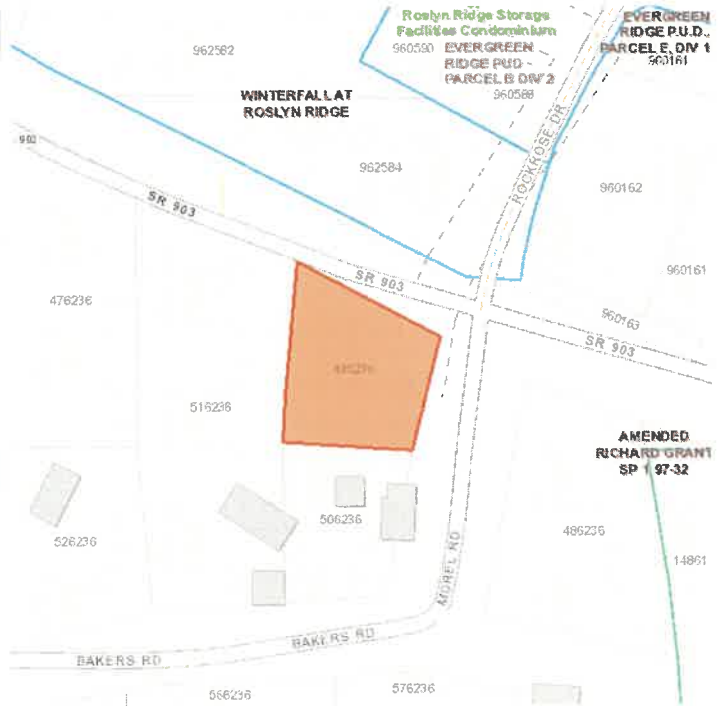 Roslyn Ridge Storage
Facilities Condominium
EVERGREEN
RIDGE P.U.D.,
PARCEL E, DIV 1
960161
962582
960590
EVERGREEN
RIDGE PUD -
PARCEL B DIV 2
960588
WINTERFALL AT
ROSLYN RIDGE
ROCKROSE DR
962584
960162
SR 903
960161
SR 903
476236
960163
SR 903
516236
AMENDED
RICHARD GRANT
SP 1 97-32
506236
486236
526236
14861
MOREL RD
BAKERS RD
BAKERS RD
576236